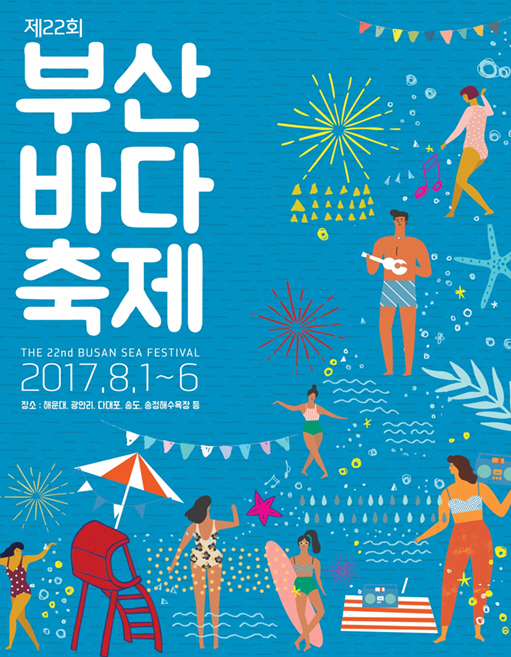 제22회
부산
바다
축제
THE 22nd BUSAN SEA FESTIVAL
2017.8.1~6
장소 : 해운대, 광안리, 다대포, 송도, 송정해수욕장 등